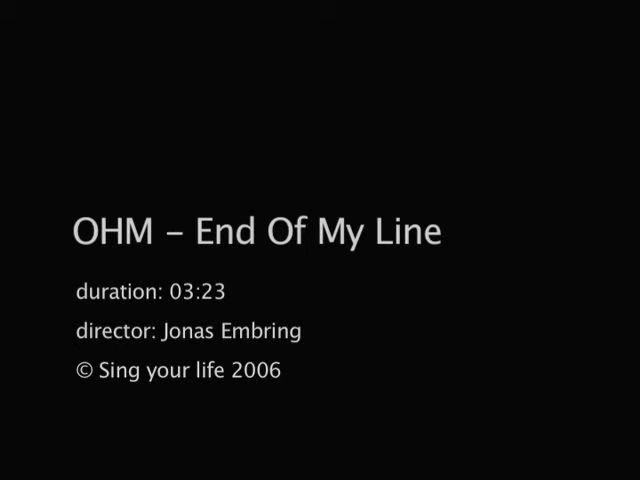 OHM – End Of My Line
duration: 03:23
director: Jonas Embring
© Sing your life 2006